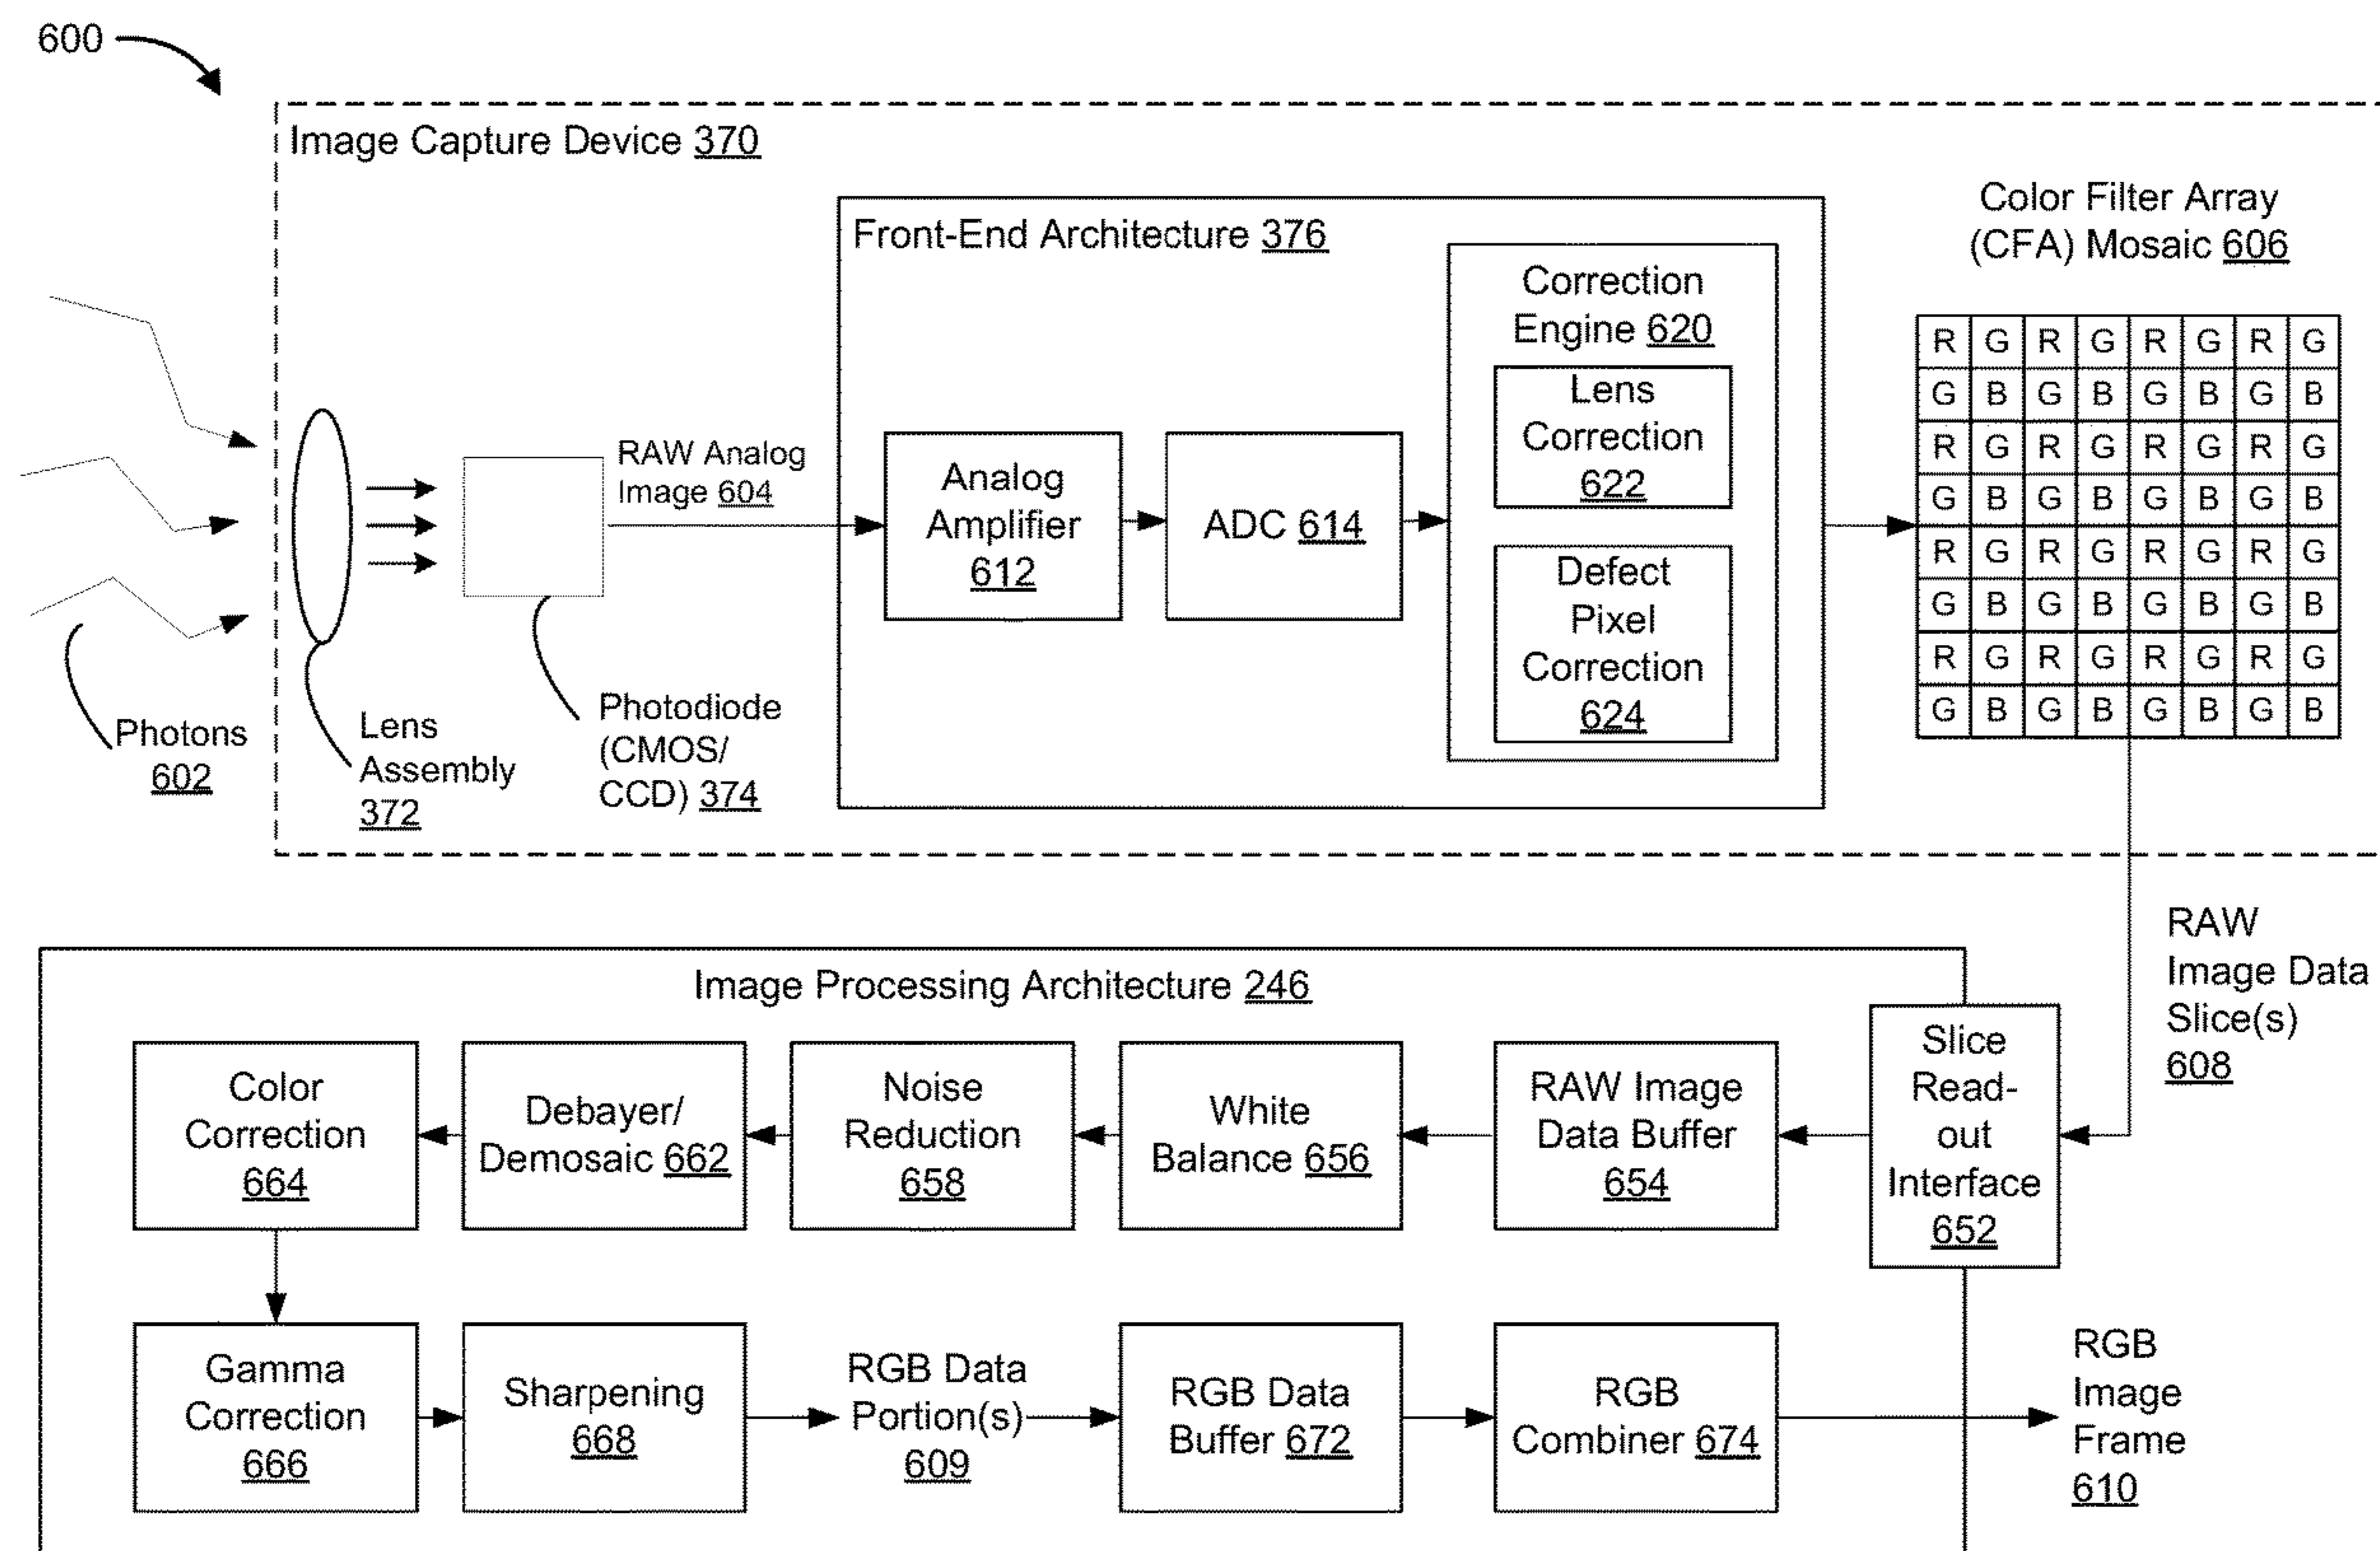 600
Image Capture Device 370
Front-End Architecture 376
Color Filter Array
(CFA) Mosaic 606
Photons
602
Lens
Assembly
372
Photodiode
(CMOS/
CCD) 374
RAW Analog
Image 604
Analog
Amplifier
612
ADC 614
Correction
Engine 620
Lens
Correction
622
Defect
Pixel
Correction
624
R G R G R G R G
G B G B G B G B
R G R G R G R G
G B G B G B G B
R G R G R G R G
G B G B G B G B
R G R G R G R G
G B G B G B G B
RAW
Image Data
Slice(s)
608
Image Processing Architecture 246
Slice
Read-
out
Interface
652
RAW Image
Data Buffer
654
White
Balance 656
Noise
Reduction
658
Debayer/
Demosaic 662
Color
Correction
664
Gamma
Correction
666
Sharpening
668
RGB Data
Portion(s)
609
RGB Data
Buffer 672
RGB
Combiner 674
RGB
Image
Frame
610